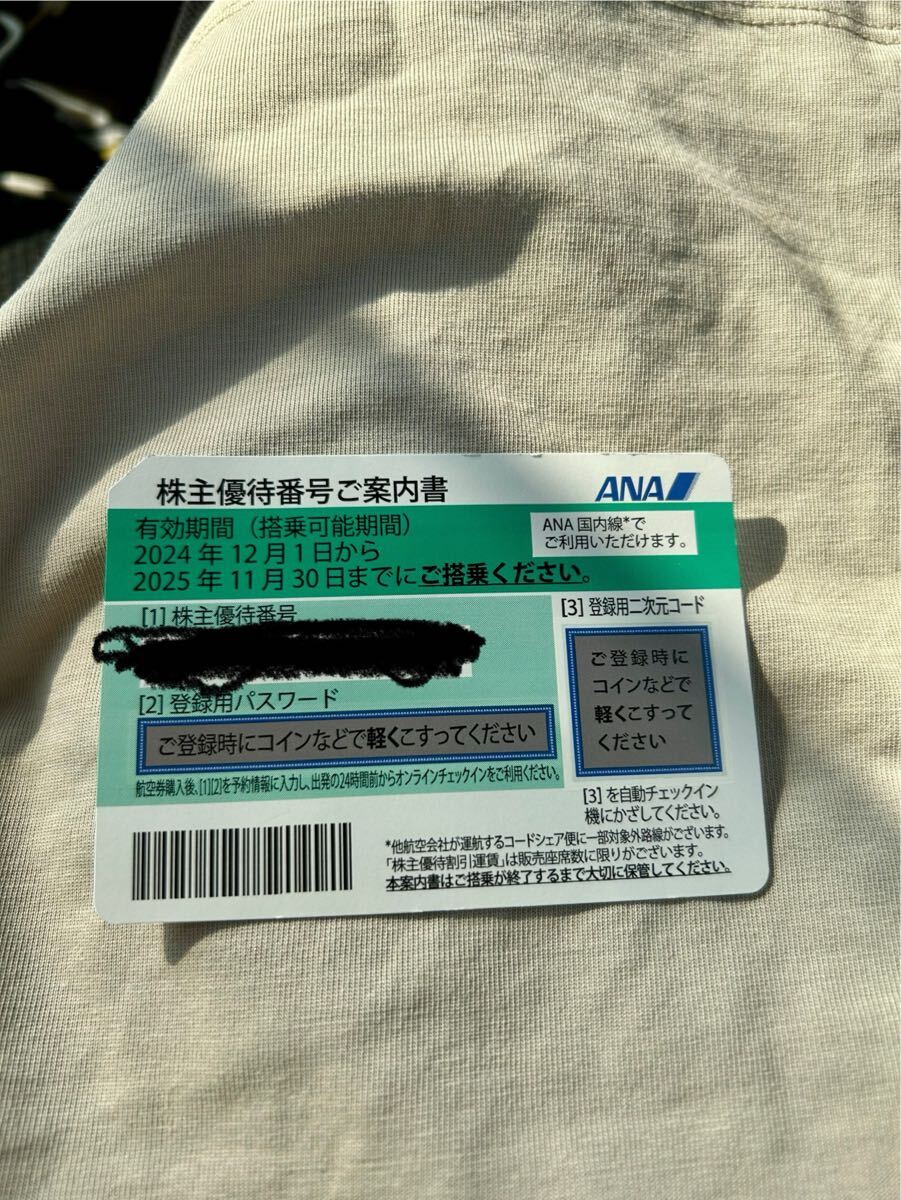 株主優待番号ご案内書
ANA
有効期間（搭乗可能期間）
2024年12月1日から
2025年11月30日までにご搭乗ください。
ANA国内線*で
ご利用いただけます。
[1] 株主優待番号
[2] 登録用パスワード
ご登録時にコインなどで軽くこすってください
航空券購入後、[1][2]を予約情報に入力し、出発の24時間前からオンラインチェックインをご利用ください。
[3] 登録用二次元コード
ご登録時に
コインなどで
軽くこすって
ください
[3] を自動チェックイン
機にかざしてください。
*他航空会社が運航するコードシェア便に一部対象外路線がございます。
「株主優待割引運賃」は販売座席数に限りがございます。
本案内書はご搭乗が終了するまで大切に保管してください。